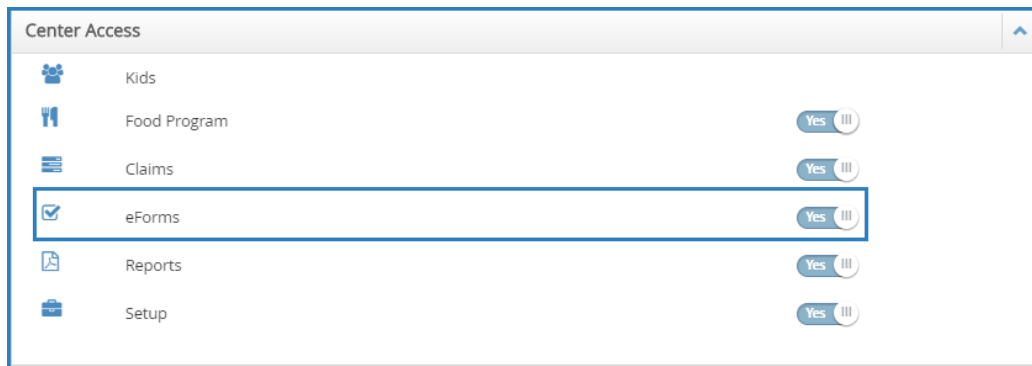 Center Access
Kids
Food Program Yes
Claims Yes
eForms Yes
Reports Yes
Setup Yes